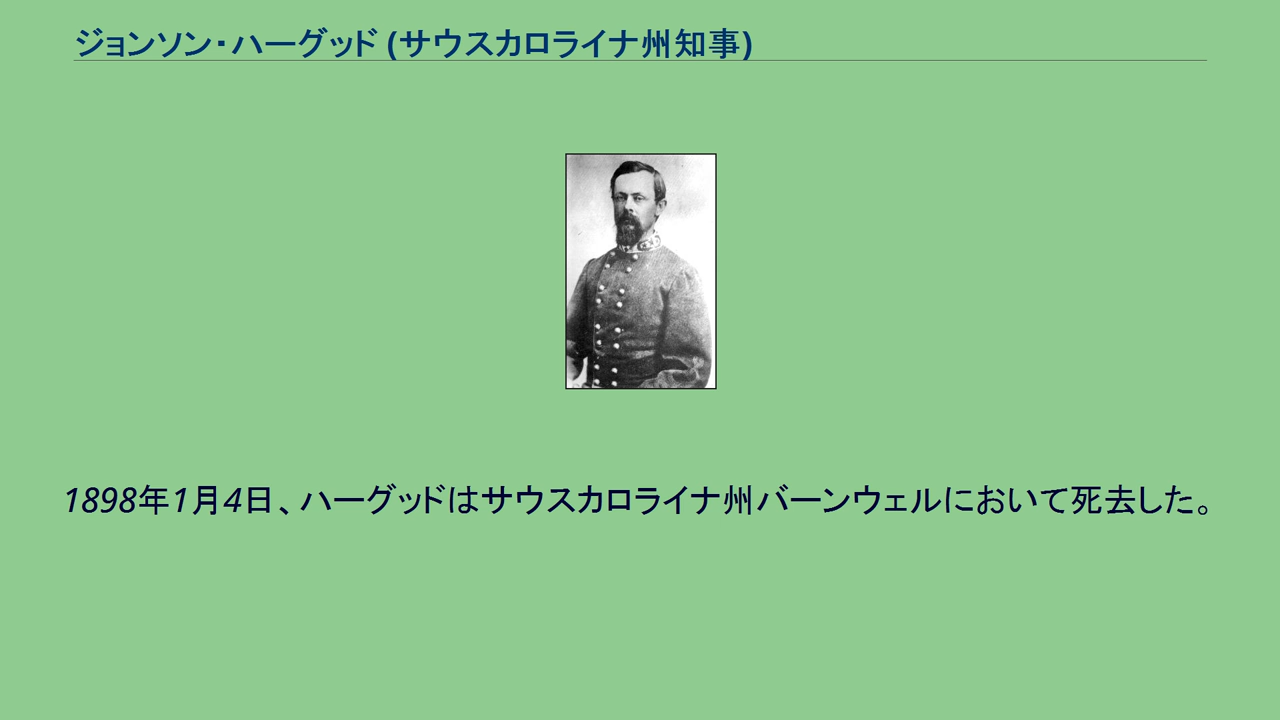 ジョンソン・ハーグッド (サウスカロライナ州知事)
1898年1月4日、ハーグッドはサウスカロライナ州バーンウェルにおいて死去した。